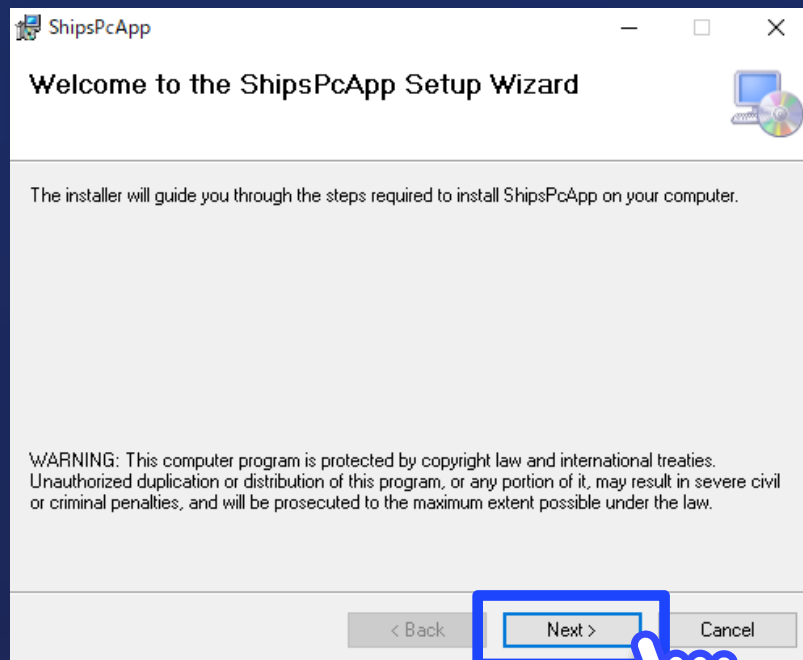 ShipsPcApp
Welcome to the ShipsPcApp Setup Wizard
The installer will guide you through the steps required to install ShipsPcApp on your computer.
WARNING: This computer program is protected by copyright law and international treaties.
Unauthorized duplication or distribution of this program, or any portion of it, may result in severe civil
or criminal penalties, and will be prosecuted to the maximum extent possible under the law.
< Back
Next >
Cancel